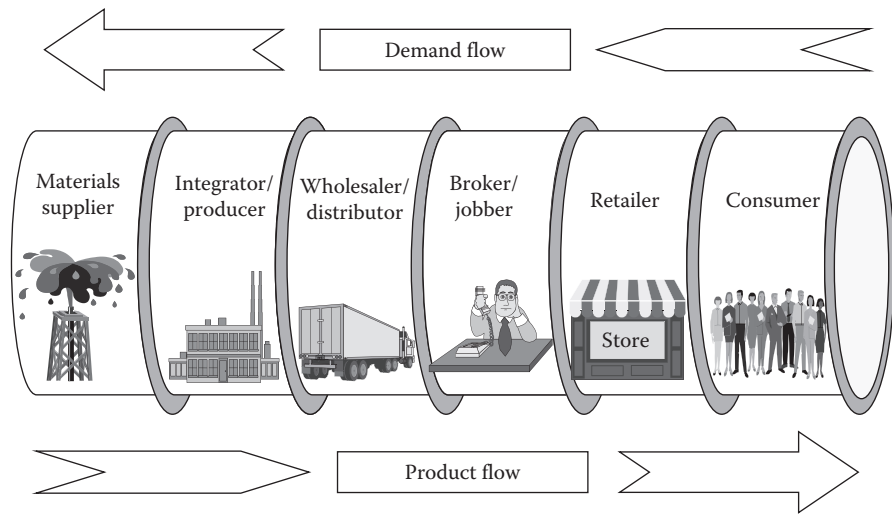 Demand flow
Materials
supplier
Integrator/
producer
Wholesaler/
distributor
Broker/
jobber
Retailer
Consumer
Store
Product flow